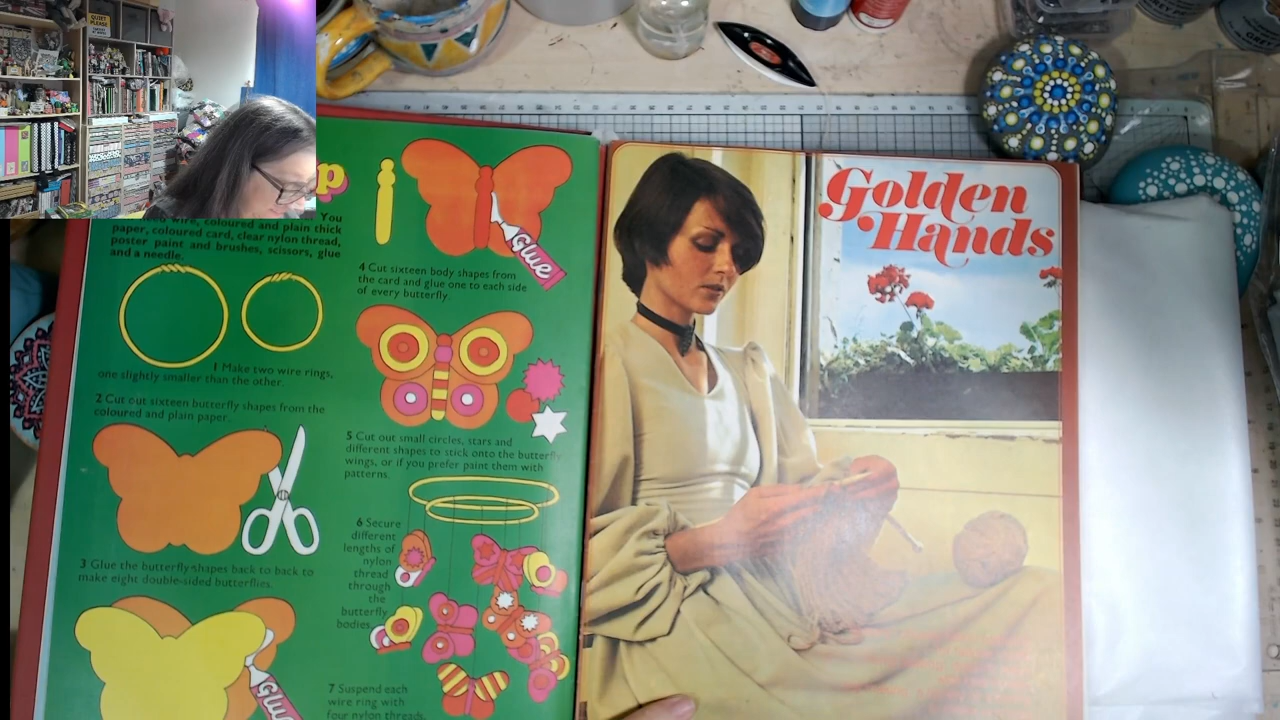 QUIET
PLEASE
p
wire, coloured and plain thick
paper, coloured card, clear nylon thread,
poster paint and brushes, scissors, glue
and a needle.
1 Make two wire rings,
one slightly smaller than the other.
2 Cut out sixteen butterfly shapes from the
coloured and plain paper.
3 Glue the butterfly shapes back to back to
make eight double-sided butterflies.
Glue
Glue
4 Cut sixteen body shapes from
the card and glue one to each side
of every butterfly.
5 Cut out small circles, stars and
different shapes to stick onto the butterfly
wings, or if you prefer paint them with
patterns.
6 Secure
different
lengths of
nylon
thread
through
the
butterfly
bodies.
7 Suspend each
wire ring with
four nylon threads.
Golden
Hands